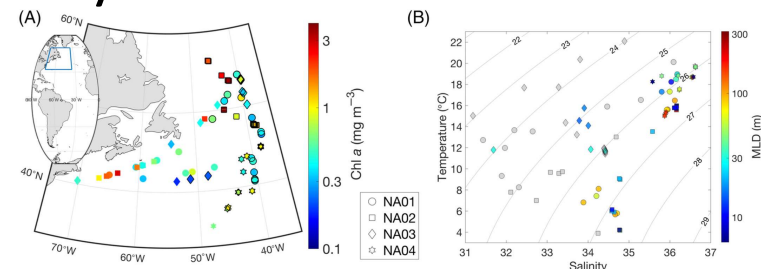 y
(A)
60°N
40°N
70°W
60°W
50°W
40°W
3
1
0.3
0.1
Chl a (mg m⁻³)
NA01
NA02
NA03
NA04
(B)
22
20
18
16
14
12
10
8
6
4
Temperature (°C)
31
32
33
34
35
36
37
Salinity
22
23
24
25
26
27
28
29
300
100
30
10
MLD (m)